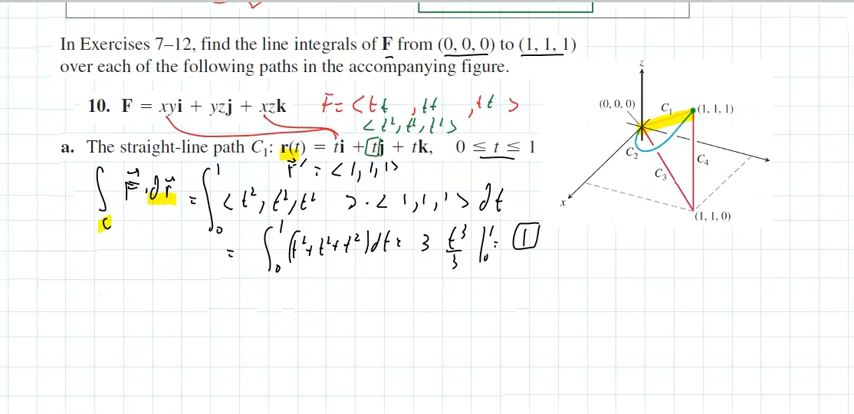 In Exercises 7–12, find the line integrals of F from (0, 0, 0) to (1, 1, 1)
over each of the following paths in the accompanying figure.
10. F = xyi + yzj + xzk
F = <tt , tt , tt>
<t², t², t²>
a. The straight-line path C₁: r(t) = ti + tj + tk, 0 ≤ t ≤ 1
r⃗' = <1, 1, 1>
∫_C F⃗ · dr⃗ = ∫₀¹ <t², t², t²> · <1, 1, 1> dt
= ∫₀¹ (t² + t² + t²) dt = 3 t³/3 |₀¹ = 1
z
(0, 0, 0)
C₁
(1, 1, 1)
C₂
C₃
C₄
x
(1, 1, 0)